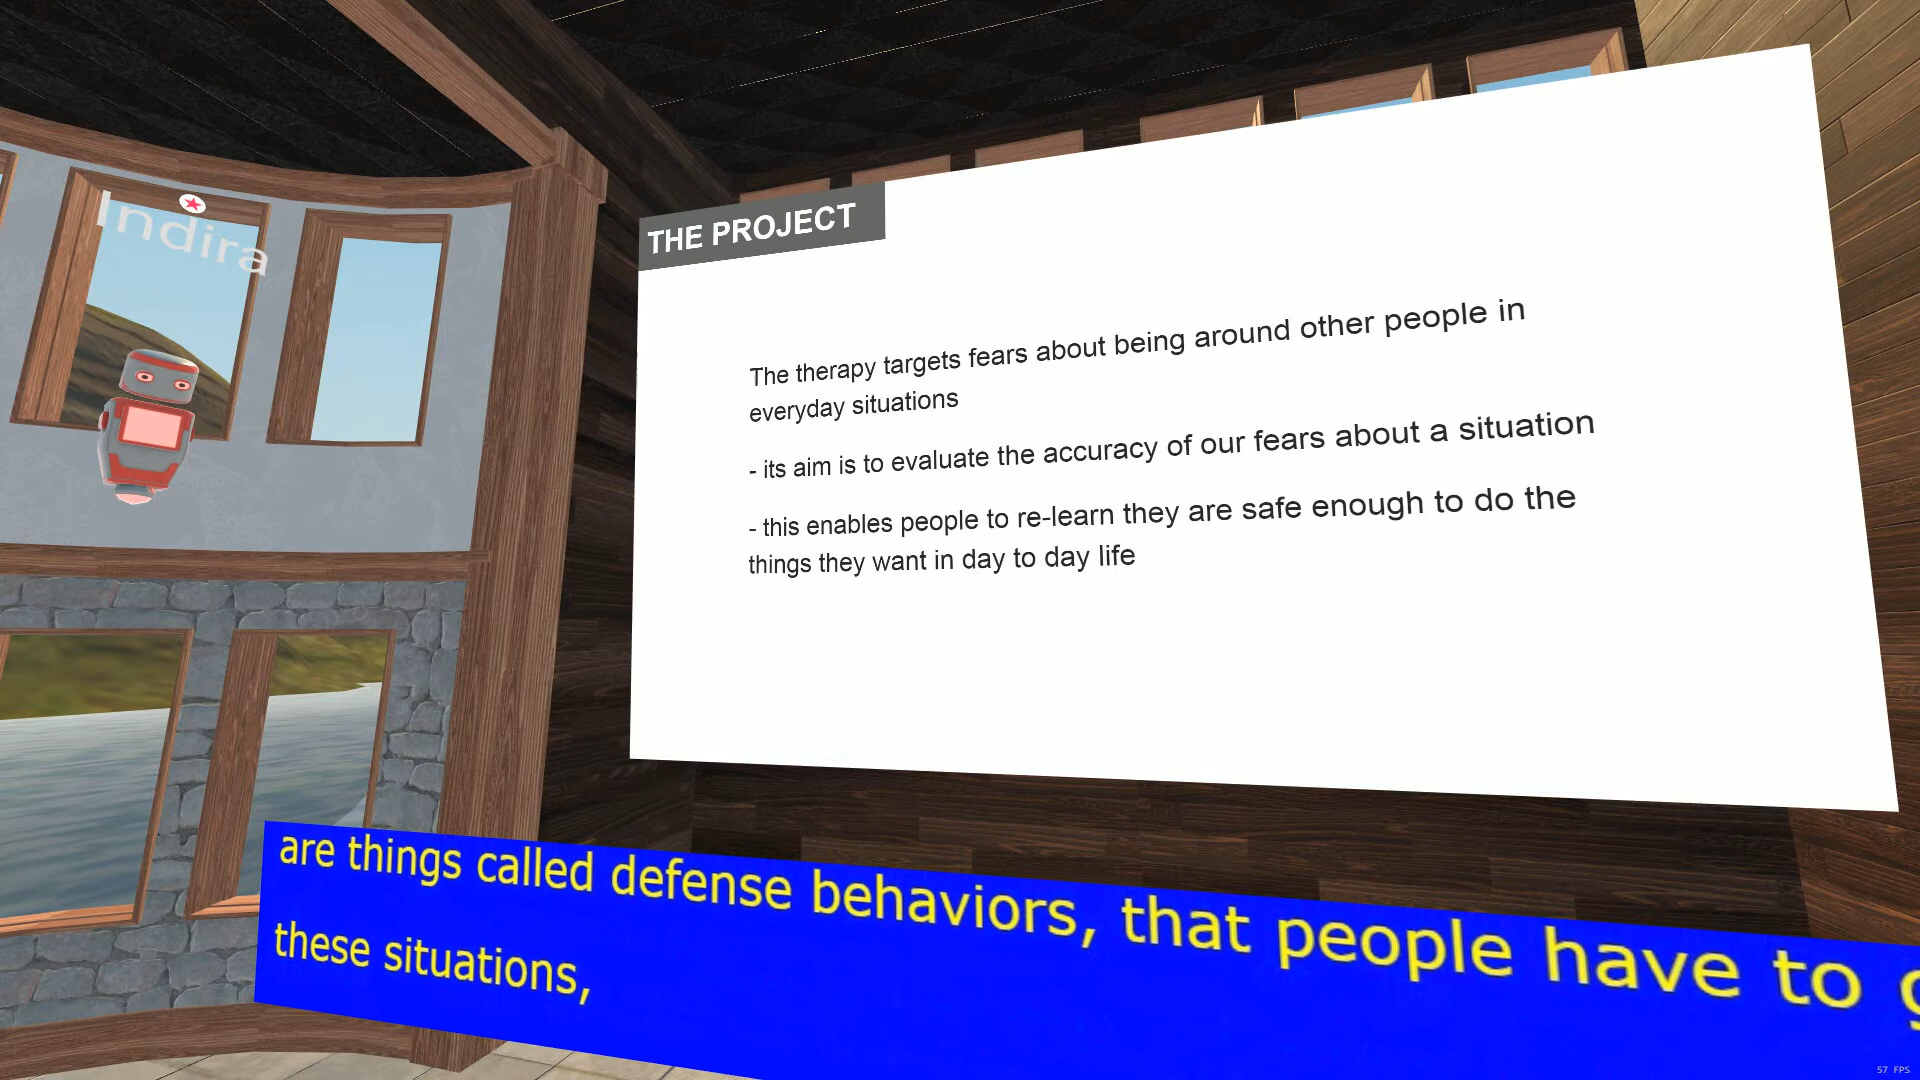 Indira
THE PROJECT
The therapy targets fears about being around other people in
everyday situations
- its aim is to evaluate the accuracy of our fears about a situation
- this enables people to re-learn they are safe enough to do the
things they want in day to day life
are things called defense behaviors, that people have to
these situations,
57 FPS